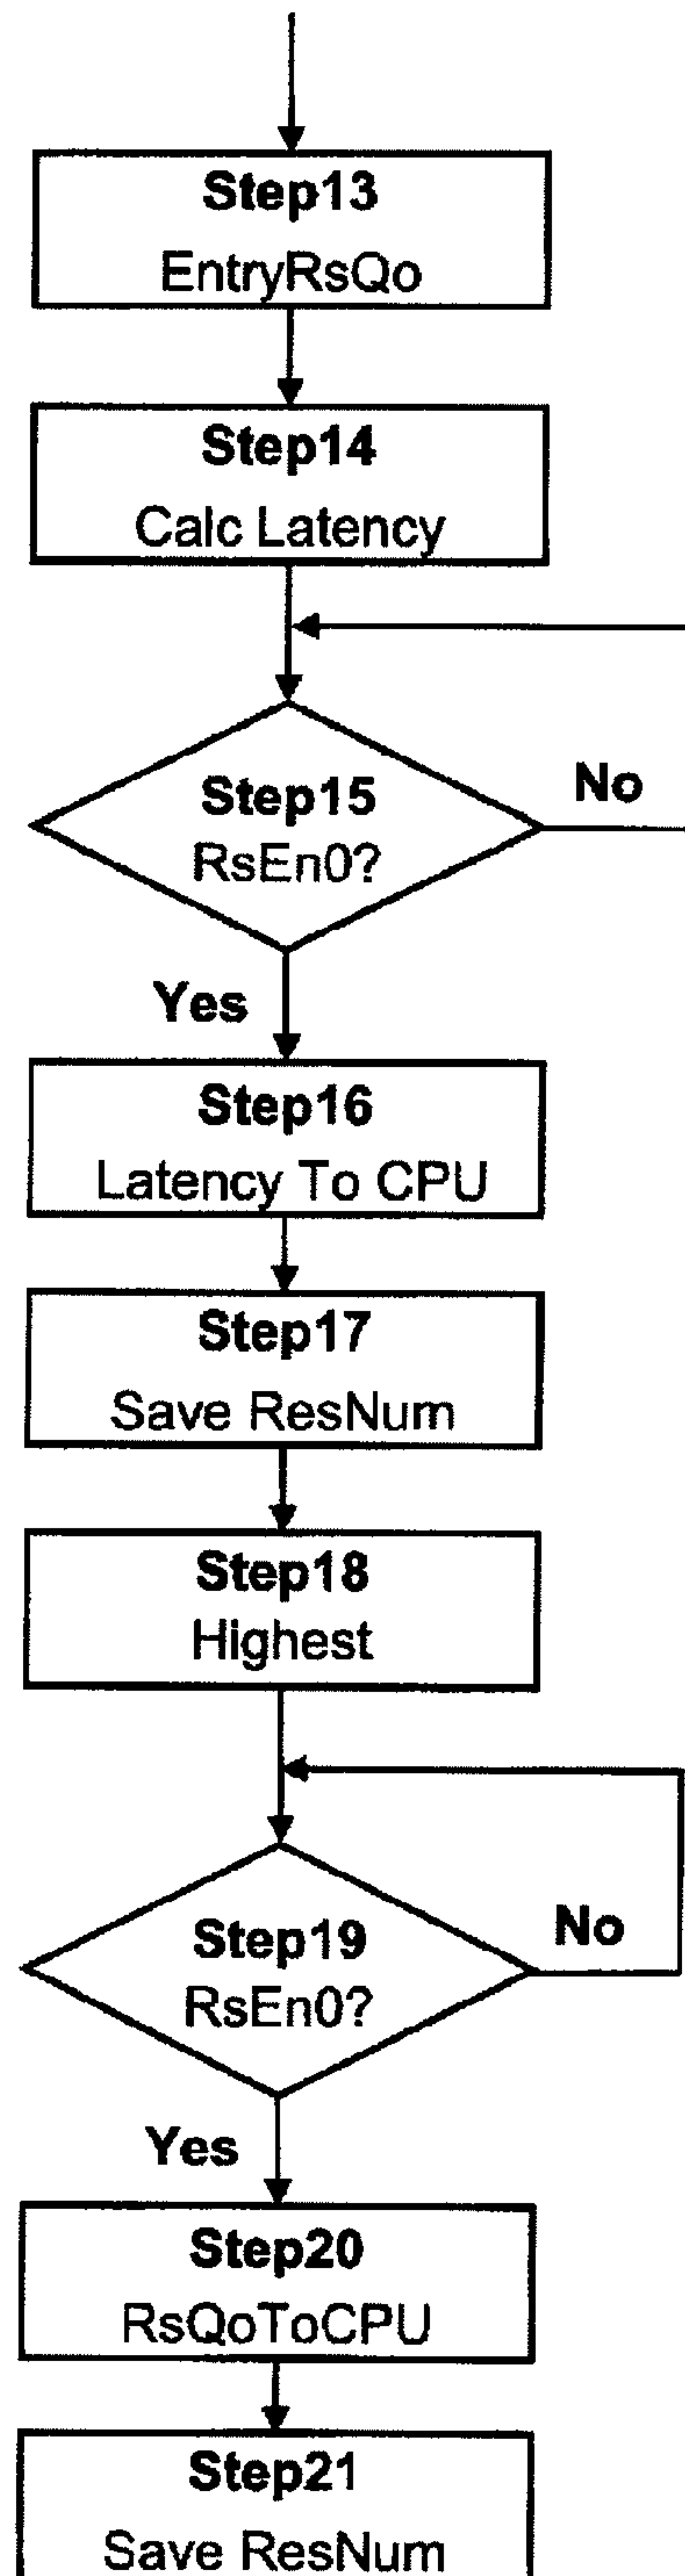 Step13
EntryRsQo
Step14
Calc Latency
Step15
RsEn0?
No
Yes
Step16
Latency To CPU
Step17
Save ResNum
Step18
Highest
Step19
RsEn0?
No
Yes
Step20
RsQoToCPU
Step21
Save ResNum